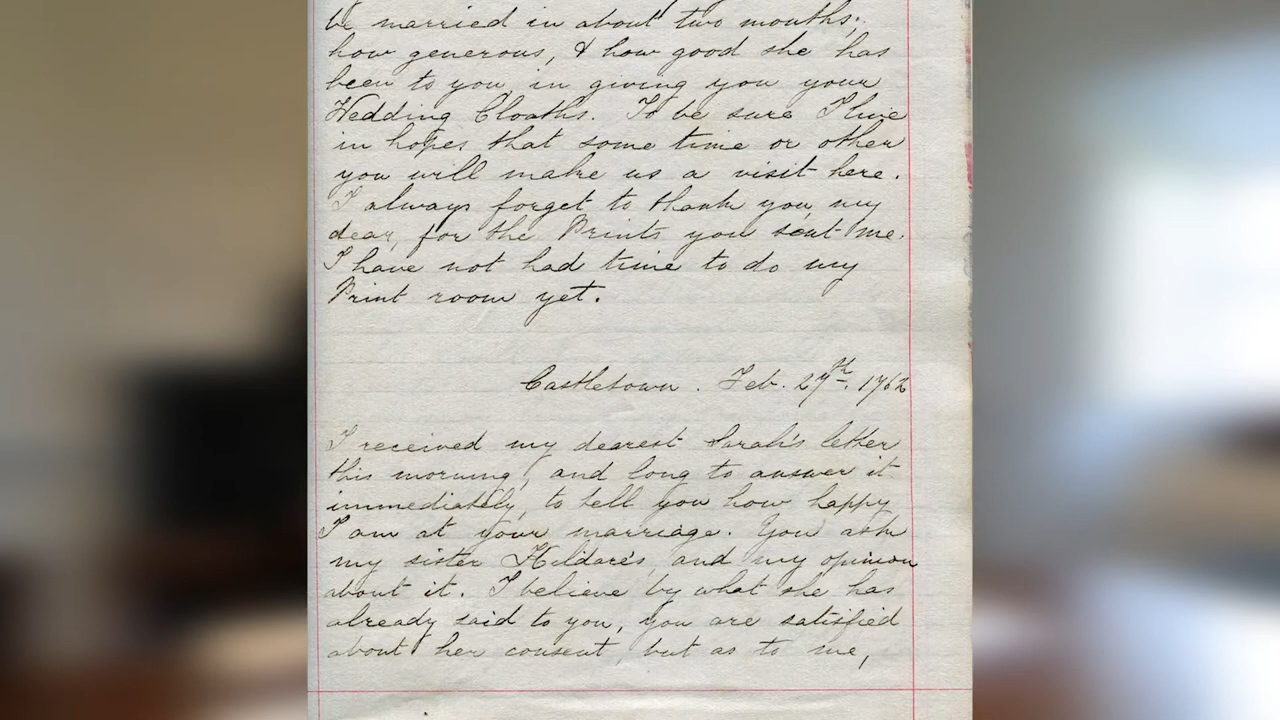 be married in about two months;
how generous, & how good she has
been to you, in giving you your
Wedding Cloaths. To be sure I live
in hopes that some time or other
you will make us a visit here.
I always forget to thank you, my
dear, for the Prints you sent me.
I have not had time to do my
Print room yet.
Castletown. Feb. 27th. 1762
I received my dearest Sarah's letter
this morning, and long to answer it
immediately, to tell you how happy
I am at your marriage. You ask
my sister Kildare's, and my opinion
about it. I believe by what she has
already said to you, you are satisfied
about her consent, but as to me,